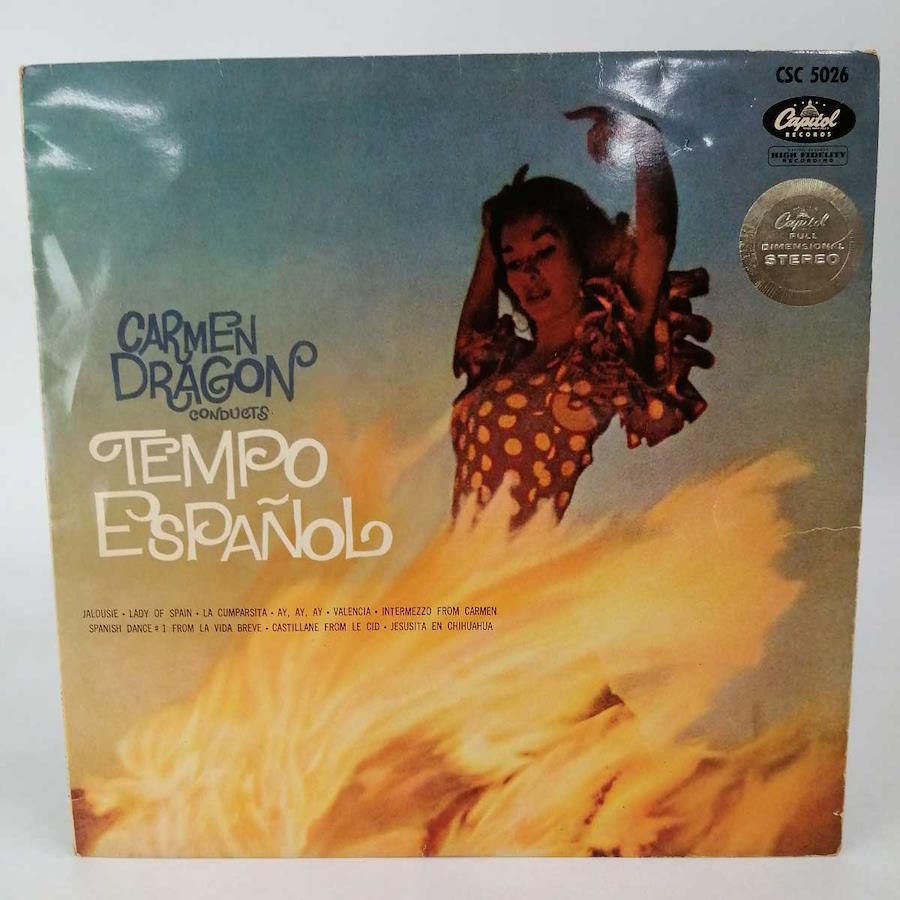 CSC 5026
Capitol
RECORDS
HIGH FIDELITY
RECORDING
Capitol
FULL
DIMENSIONAL
STEREO
CARMEN
DRAGON
CONDUCTS
TEMPO
ESPAÑOL
JALOUSIE • LADY OF SPAIN • LA CUMPARSITA • AY, AY, AY • VALENCIA • INTERMEZZO FROM CARMEN
SPANISH DANCE # 1 FROM LA VIDA BREVE • CASTILLANE FROM LE CID • JESUSITA EN CHIHUAHUA